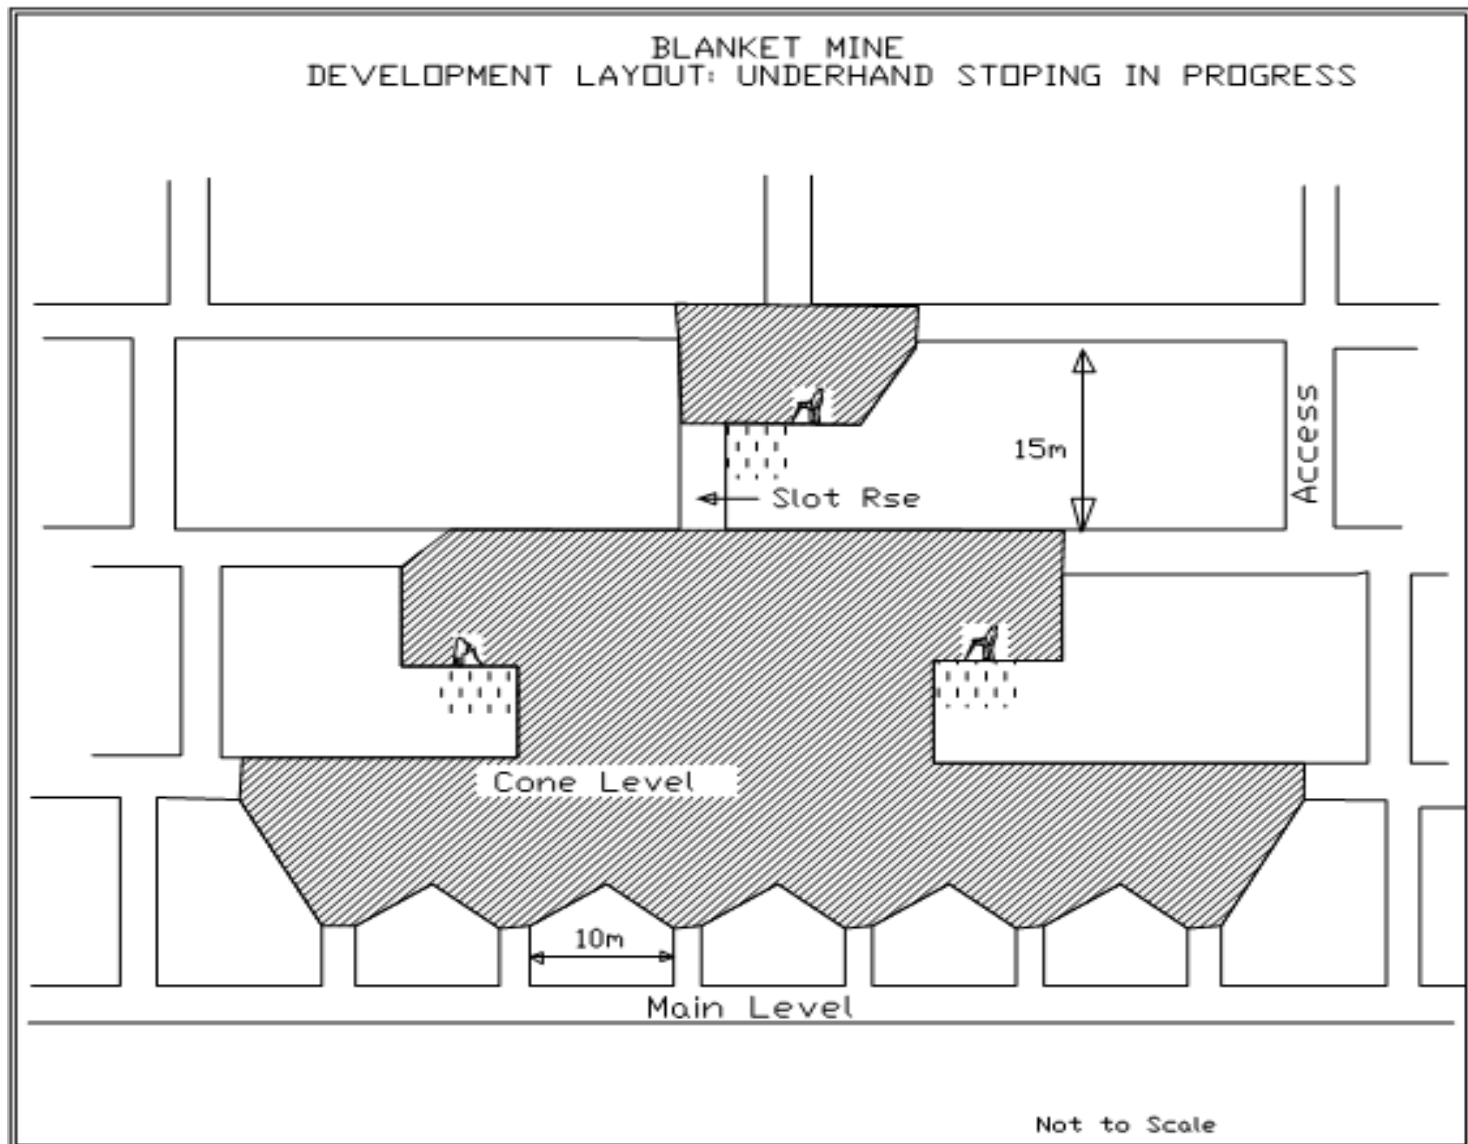 BLANKET MINE
DEVELOPMENT LAYOUT: UNDERHAND STOPING IN PROGRESS
15m
Access
Slot Rse
Cone Level
10m
Main Level
Not to Scale